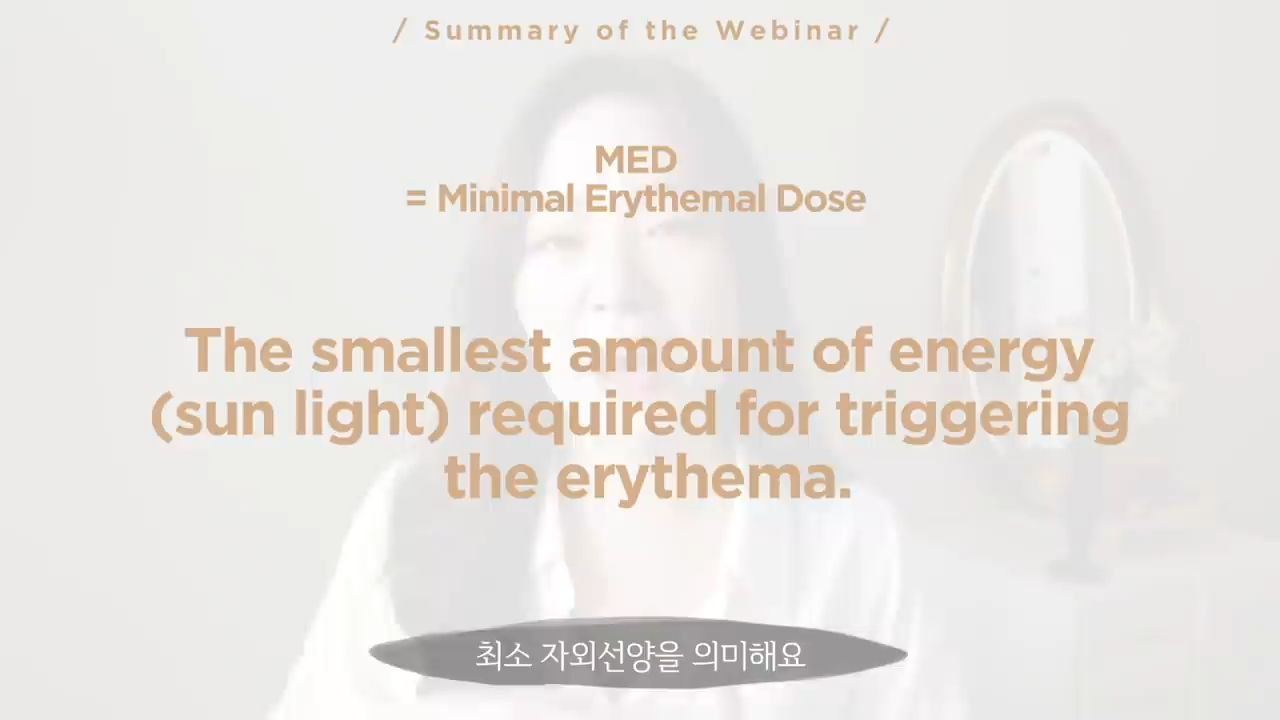 / Summary of the Webinar /
MED
= Minimal Erythemal Dose
The smallest amount of energy
(sun light) required for triggering
the erythema.
최소 자외선양을 의미해요